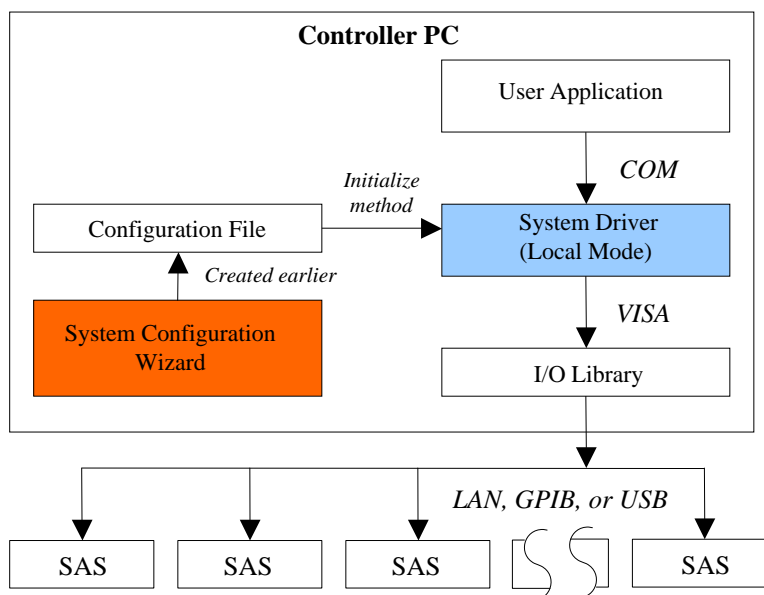 Controller PC
User Application
COM
Initialize
method
Configuration File
System Driver
(Local Mode)
Created earlier
System Configuration
Wizard
VISA
I/O Library
LAN, GPIB, or USB
SAS
SAS
SAS
SAS